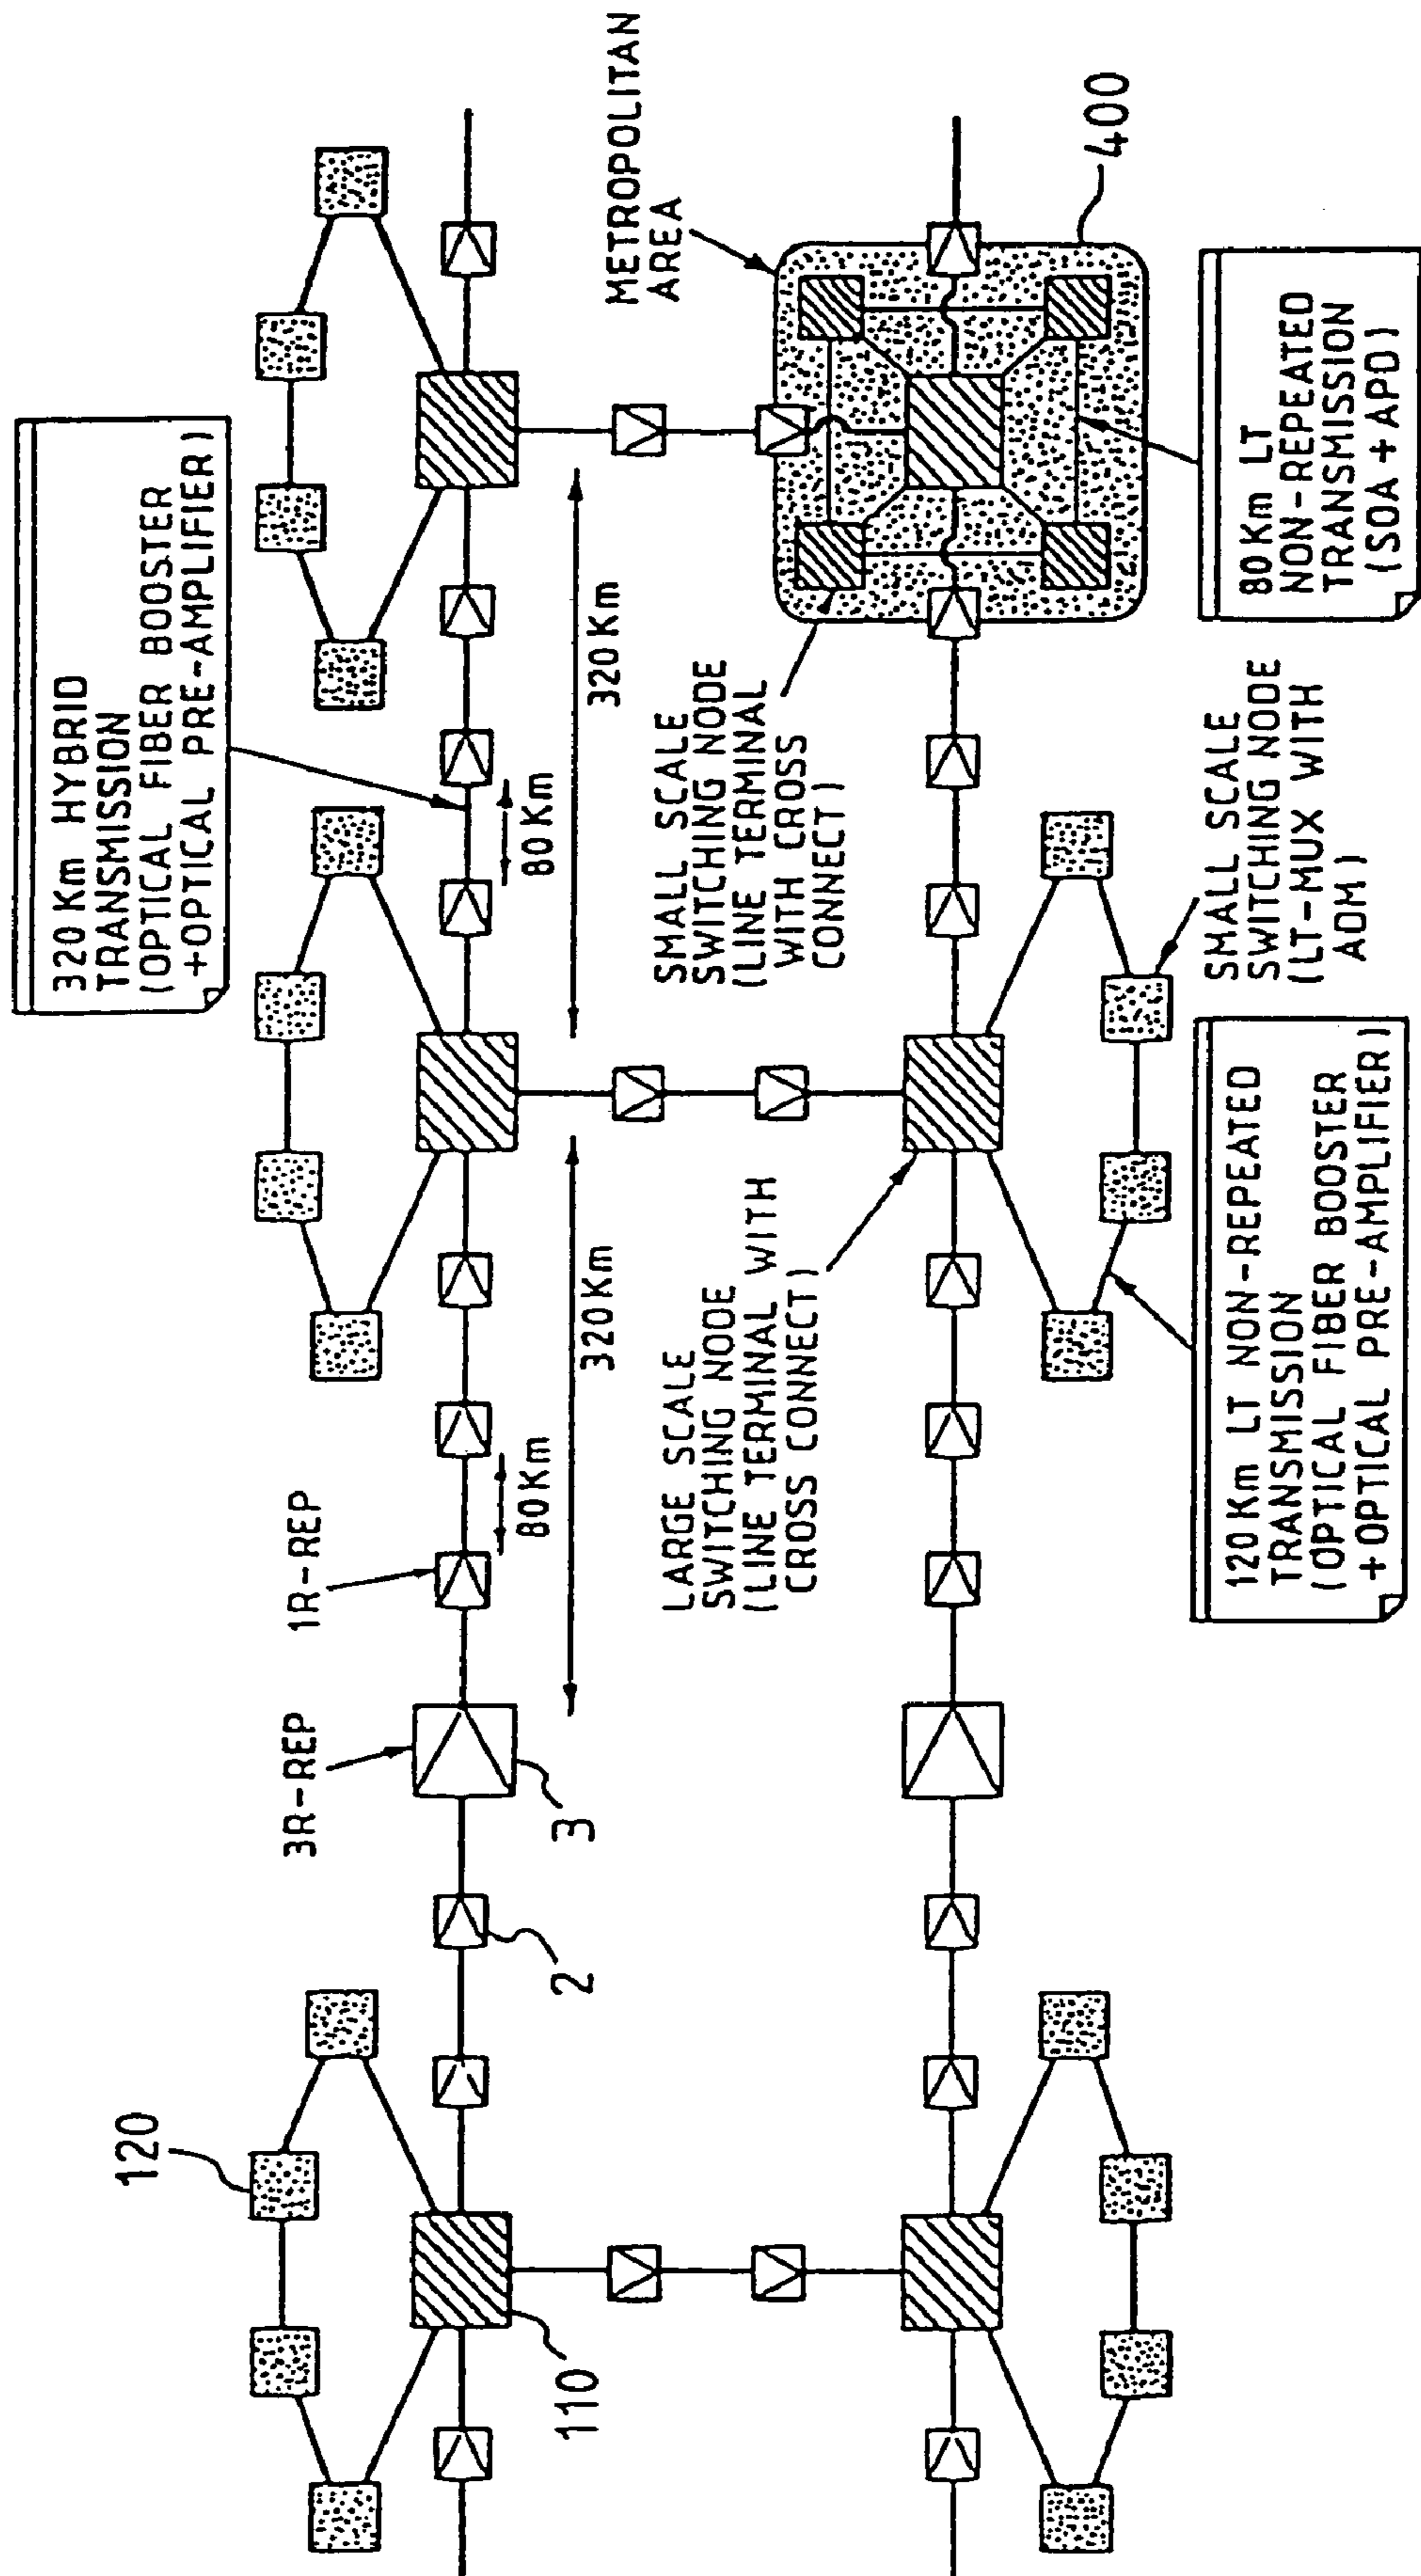 320 Km HYBRID
TRANSMISSION
(OPTICAL FIBER BOOSTER
+OPTICAL PRE-AMPLIFIER)
METROPOLITAN
AREA
120
3R-REP
1R-REP
80 Km
80 Km
3
2
110
320 Km
320 Km
400
LARGE SCALE
SWITCHING NODE
(LINE TERMINAL WITH
CROSS CONNECT)
SMALL SCALE
SWITCHING NODE
(LINE TERMINAL
WITH CROSS
CONNECT)
SMALL SCALE
SWITCHING NODE
(LT-MUX WITH
ADM)
120 Km LT NON-REPEATED
TRANSMISSION
(OPTICAL FIBER BOOSTER
+OPTICAL PRE-AMPLIFIER)
80 Km LT
NON-REPEATED
TRANSMISSION
(SOA + APD)